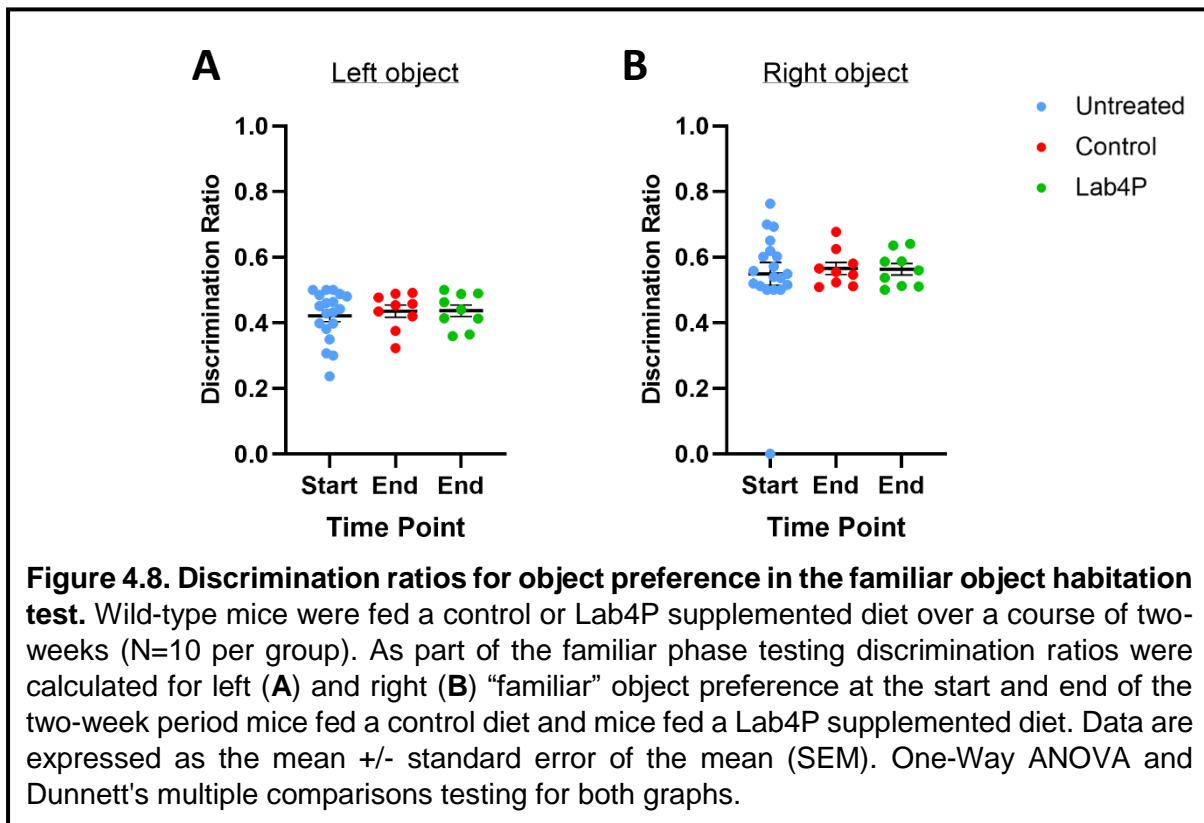 A
Left object
B
Right object
Untreated
Control
Lab4P
Discrimination Ratio
1.0
0.8
0.6
0.4
0.2
0.0
Start End End
Time Point
Discrimination Ratio
1.0
0.8
0.6
0.4
0.2
0.0
Start End End
Time Point
Figure 4.8. Discrimination ratios for object preference in the familiar object habitation
test. Wild-type mice were fed a control or Lab4P supplemented diet over a course of two-
weeks (N=10 per group). As part of the familiar phase testing discrimination ratios were
calculated for left (A) and right (B) “familiar” object preference at the start and end of the
two-week period mice fed a control diet and mice fed a Lab4P supplemented diet. Data are
expressed as the mean +/- standard error of the mean (SEM). One-Way ANOVA and
Dunnett's multiple comparisons testing for both graphs.